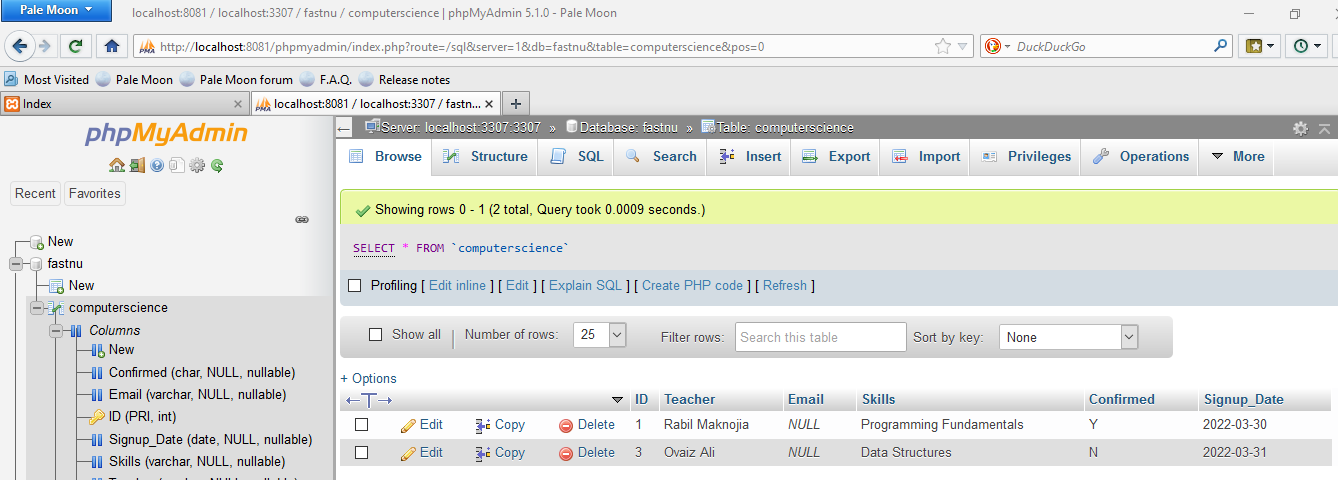 Pale Moon
localhost:8081 / localhost:3307 / fastnu / computerscience | phpMyAdmin 5.1.0 - Pale Moon
http://localhost:8081/phpmyadmin/index.php?route=/sql&server=1&db=fastnu&table=computerscience&pos=0
DuckDuckGo
Most Visited Pale Moon Pale Moon forum F.A.Q. Release notes
Index
localhost:8081 / localhost:3307 / fastn...
phpMyAdmin
Recent Favorites
New
fastnu
New
computerscience
Columns
New
Confirmed (char, NULL, nullable)
Email (varchar, NULL, nullable)
ID (PRI, int)
Signup_Date (date, NULL, nullable)
Skills (varchar, NULL, nullable)
Server: localhost:3307:3307 » Database: fastnu » Table: computerscience
Browse Structure SQL Search Insert Export Import Privileges Operations More
Showing rows 0 - 1 (2 total, Query took 0.0009 seconds.)
SELECT * FROM `computerscience`
Profiling [ Edit inline ] [ Edit ] [ Explain SQL ] [ Create PHP code ] [ Refresh ]
Show all Number of rows: 25 Filter rows: Search this table Sort by key: None
+ Options
ID Teacher Email Skills Confirmed Signup_Date
Edit Copy Delete 1 Rabil Maknojia NULL Programming Fundamentals Y 2022-03-30
Edit Copy Delete 3 Ovaiz Ali NULL Data Structures N 2022-03-31